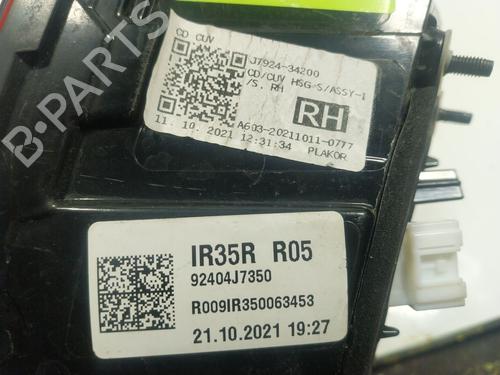 CD CUV
J7924-34200
CD/CUV HSG-S/ASSY-I
/S. RH
RH
A603-20211011-0777
11. 10. 2021 12:31:34
PLAKOR
IR35R R05
92404J7350
R009IR350063453
21.10.2021 19:27
B-PARTS